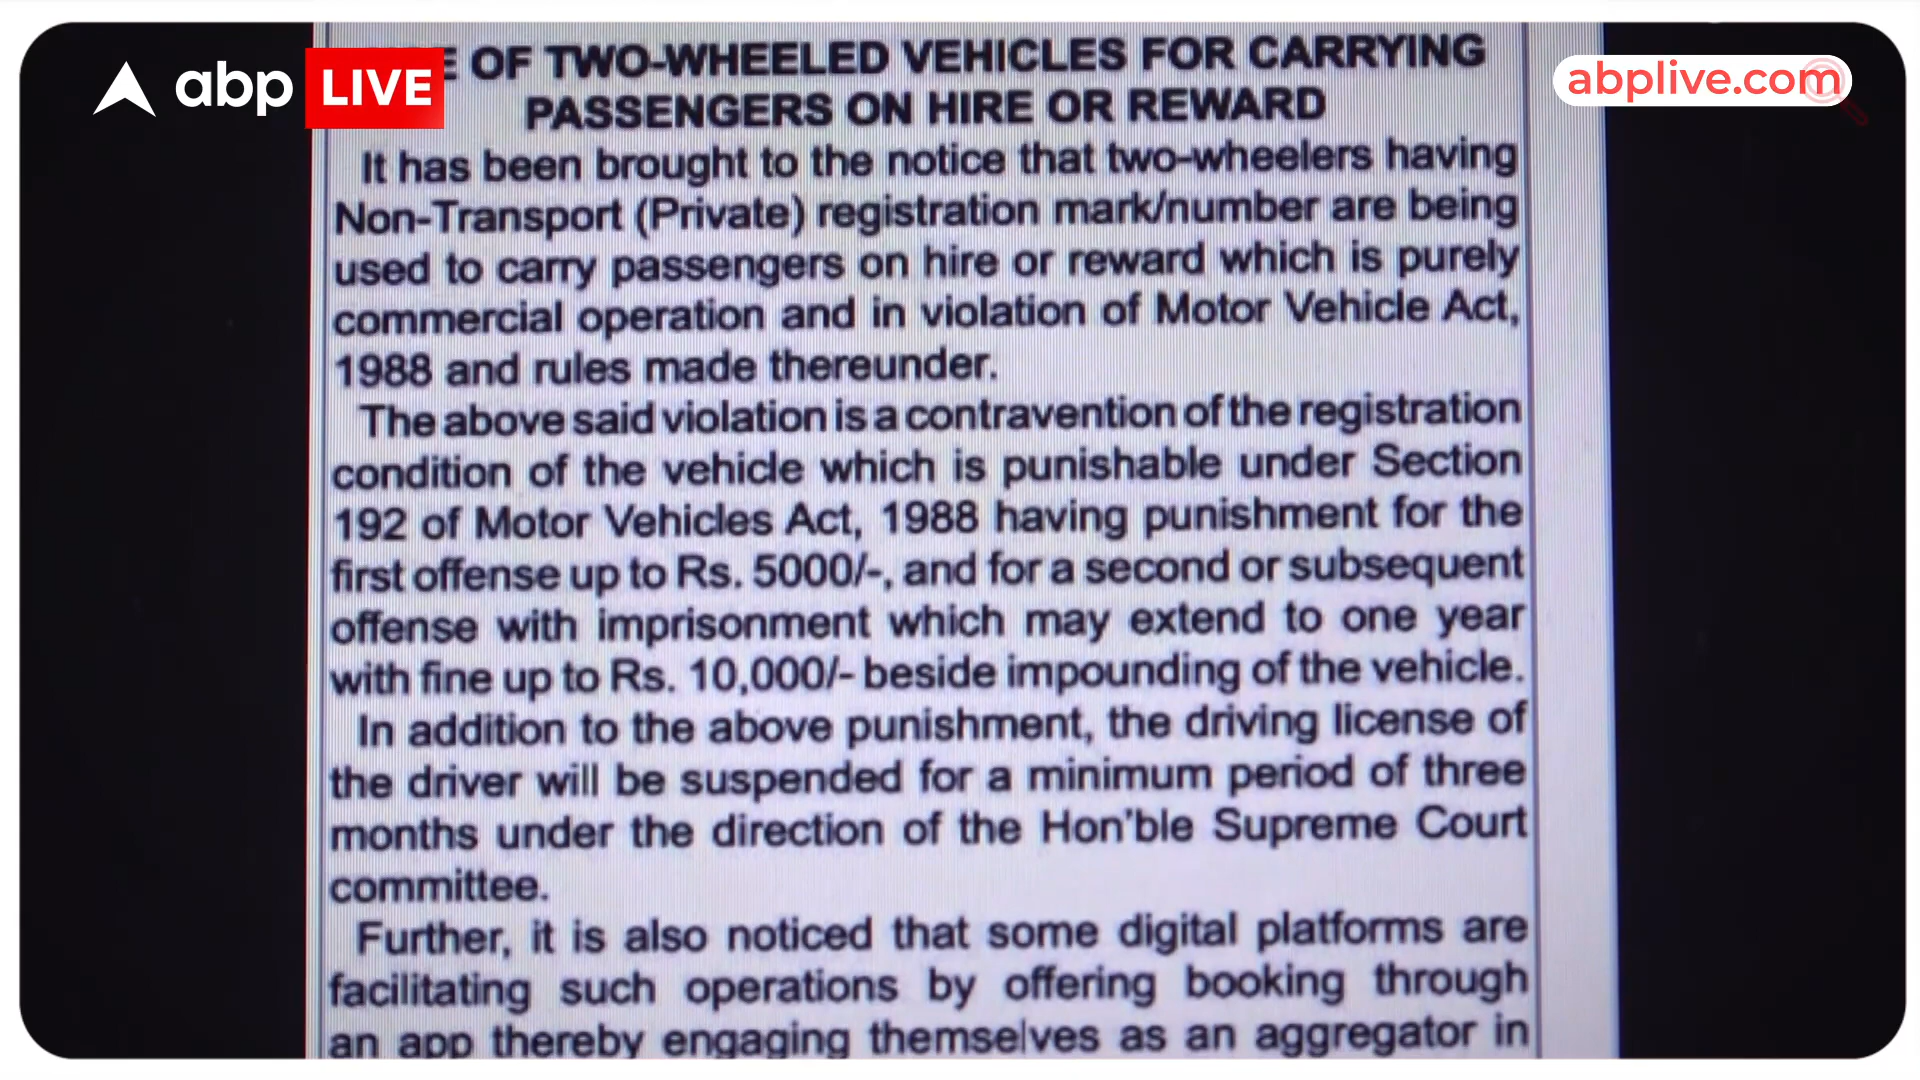 abp LIVE
abplive.com
E OF TWO-WHEELED VEHICLES FOR CARRYING
PASSENGERS ON HIRE OR REWARD
It has been brought to the notice that two-wheelers having
Non-Transport (Private) registration mark/number are being
used to carry passengers on hire or reward which is purely
commercial operation and in violation of Motor Vehicle Act,
1988 and rules made thereunder.
The above said violation is a contravention of the registration
condition of the vehicle which is punishable under Section
192 of Motor Vehicles Act, 1988 having punishment for the
first offense up to Rs. 5000/-, and for a second or subsequent
offense with imprisonment which may extend to one year
with fine up to Rs. 10,000/- beside impounding of the vehicle.
In addition to the above punishment, the driving license of
the driver will be suspended for a minimum period of three
months under the direction of the Hon'ble Supreme Court
committee.
Further, it is also noticed that some digital platforms are
facilitating such operations by offering booking through
an app thereby engaging themselves as an aggregator in